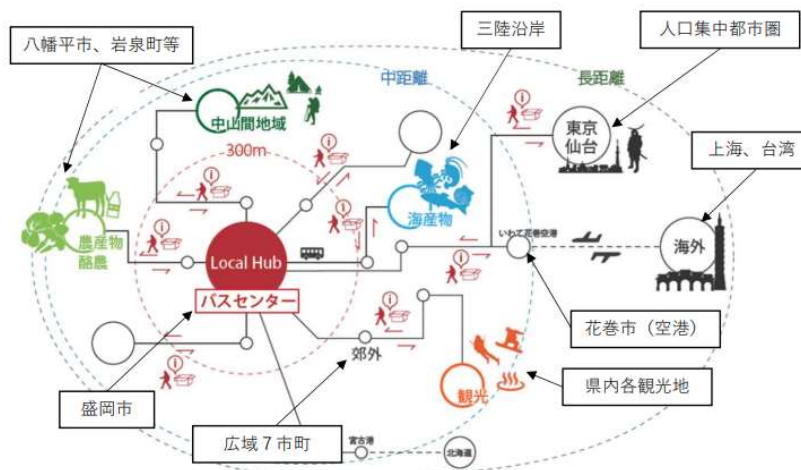 三陸沿岸
人口集中都市圏
八幡平市、岩泉町等
中距離
長距離
中山間地域
東京
仙台
上海、台湾
300m
農産物
酪農
海産物
いわて花巻空港
海外
Local Hub
バスセンター
郊外
観光
花巻市（空港）
県内各観光地
盛岡市
広域７市町
宮古港
北海道
i
i
i
i
i
i
i
i
i